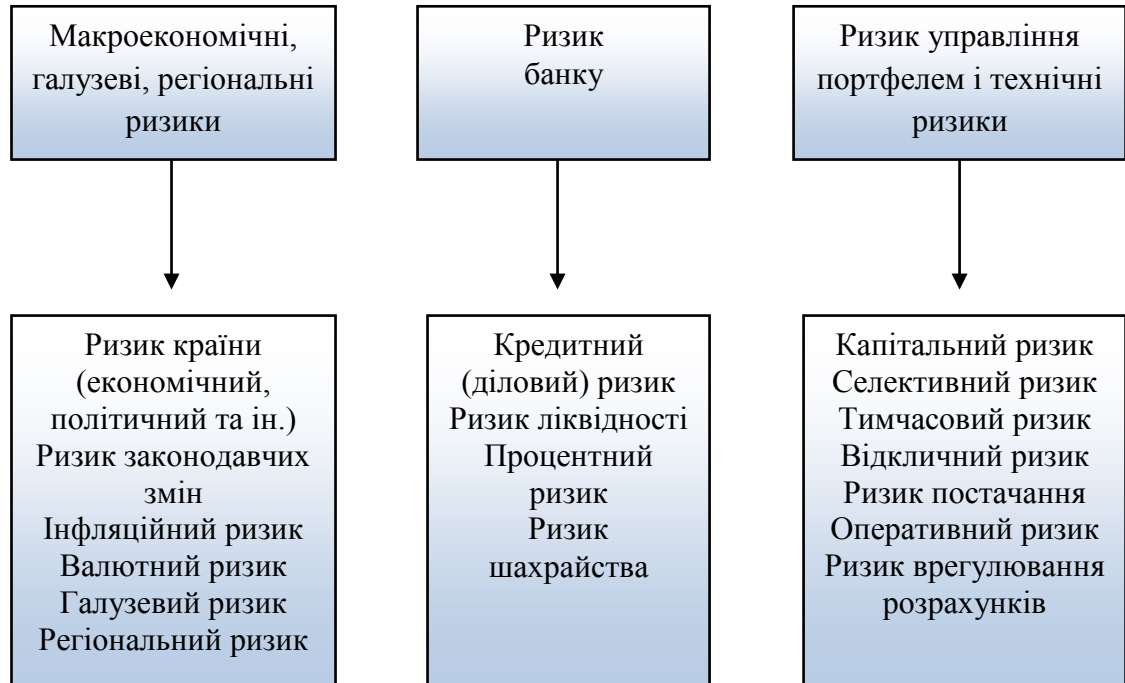 Макроекономічні,
галузеві, регіональні
ризики
Ризик
банку
Ризик управління
портфелем і технічні
ризики
Ризик країни
(економічний,
політичний та ін.)
Ризик законодавчих
змін
Інфляційний ризик
Валютний ризик
Галузевий ризик
Регіональний ризик
Кредитний
(діловий) ризик
Ризик ліквідності
Процентний
ризик
Ризик
шахрайства
Капітальний ризик
Селективний ризик
Тимчасовий ризик
Відкличний ризик
Ризик постачання
Оперативний ризик
Ризик врегулювання
розрахунків